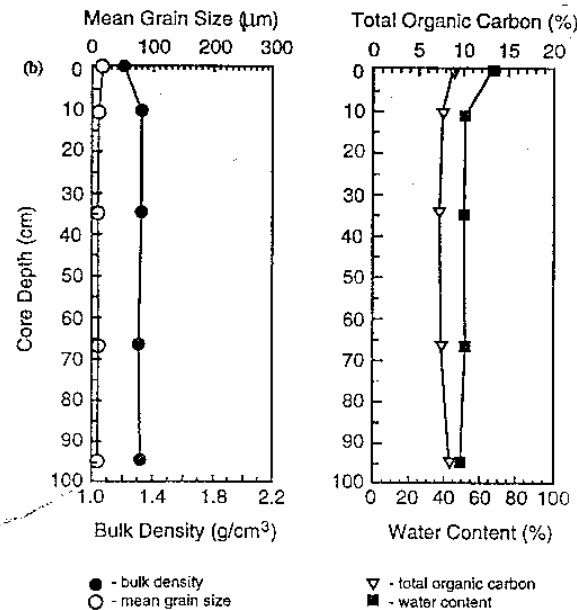 Mean Grain Size (μm) Total Organic Carbon (%)
0 50 100 150 200 250 300 0 5 10 15 20
(b)
0 0
10 10
20 20
30 30
40 40
50 50
60 60
70 70
80 80
90 90
100 100
Core Depth (cm)
1.0 1.4 1.8 2.2 0 20 40 60 80 100
Bulk Density (g/cm³) Water Content (%)
- bulk density - total organic carbon
- mean grain size - water content